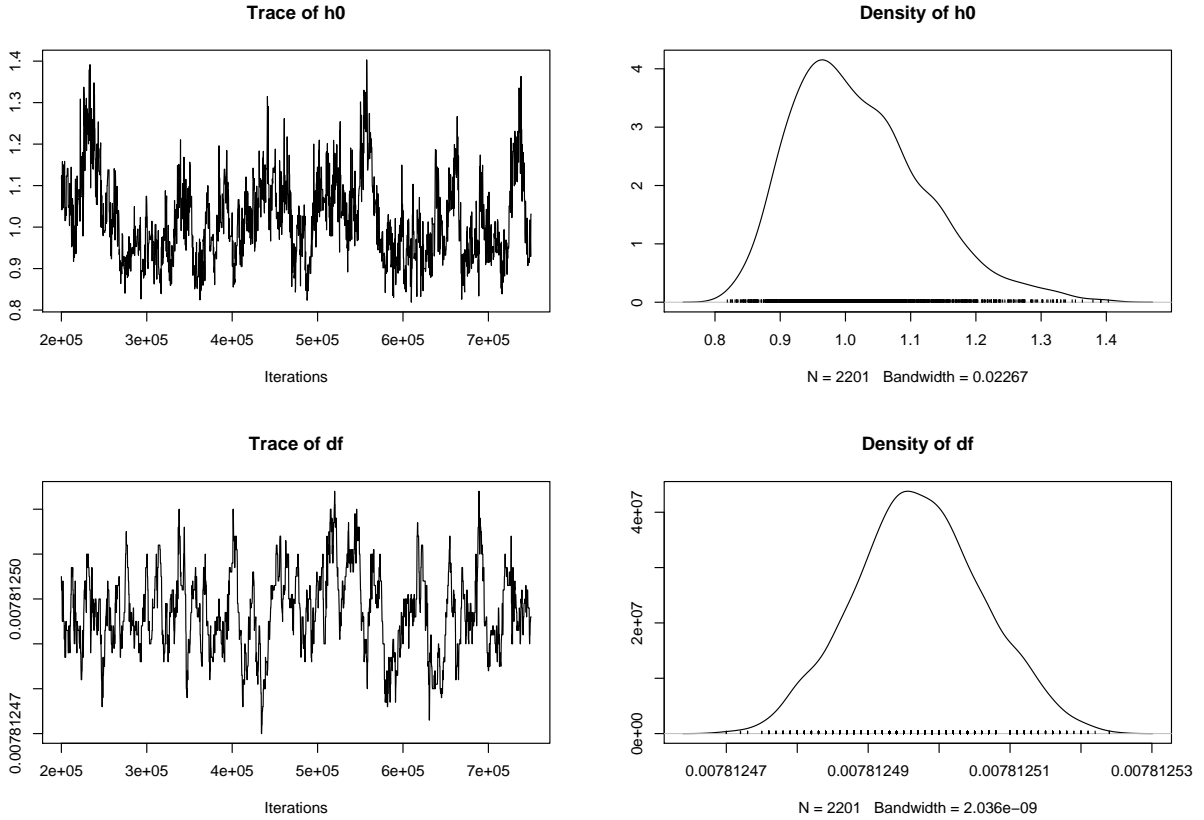 Trace of h0
0.8 0.9 1.0 1.1 1.2 1.3 1.4
2e+05 3e+05 4e+05 5e+05 6e+05 7e+05
Iterations
Density of h0
0 1 2 3 4
0.8 0.9 1.0 1.1 1.2 1.3 1.4
N = 2201 Bandwidth = 0.02267
Trace of df
0.00781247 0.00781250
2e+05 3e+05 4e+05 5e+05 6e+05 7e+05
Iterations
Density of df
0e+00 2e+07 4e+07
0.00781247 0.00781249 0.00781251 0.00781253
N = 2201 Bandwidth = 2.036e−09